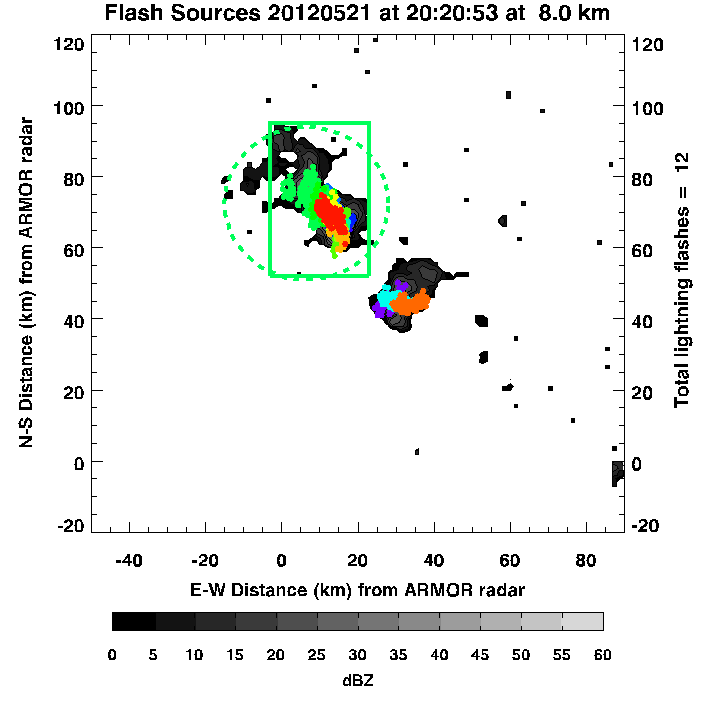 Flash Sources 20120521 at 20:20:53 at  8.0 km
120 120
100 100
80 80
60 60
40 40
20 20
0 0
-20 -20
N-S Distance (km) from ARMOR radar
Total lightning flashes =  12
-40 -20 0 20 40 60 80
E-W Distance (km) from ARMOR radar
0 5 10 15 20 25 30 35 40 45 50 55 60
dBZ